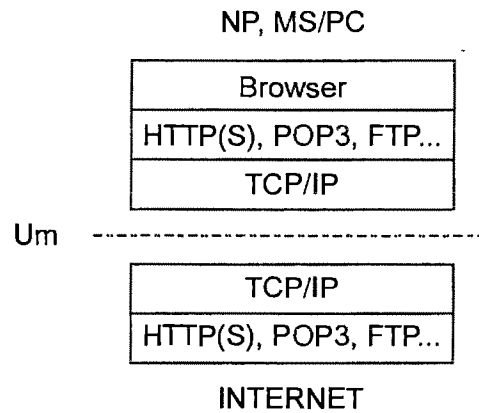 NP, MS/PC
Browser
HTTP(S), POP3, FTP...
TCP/IP
Um
TCP/IP
HTTP(S), POP3, FTP...
INTERNET